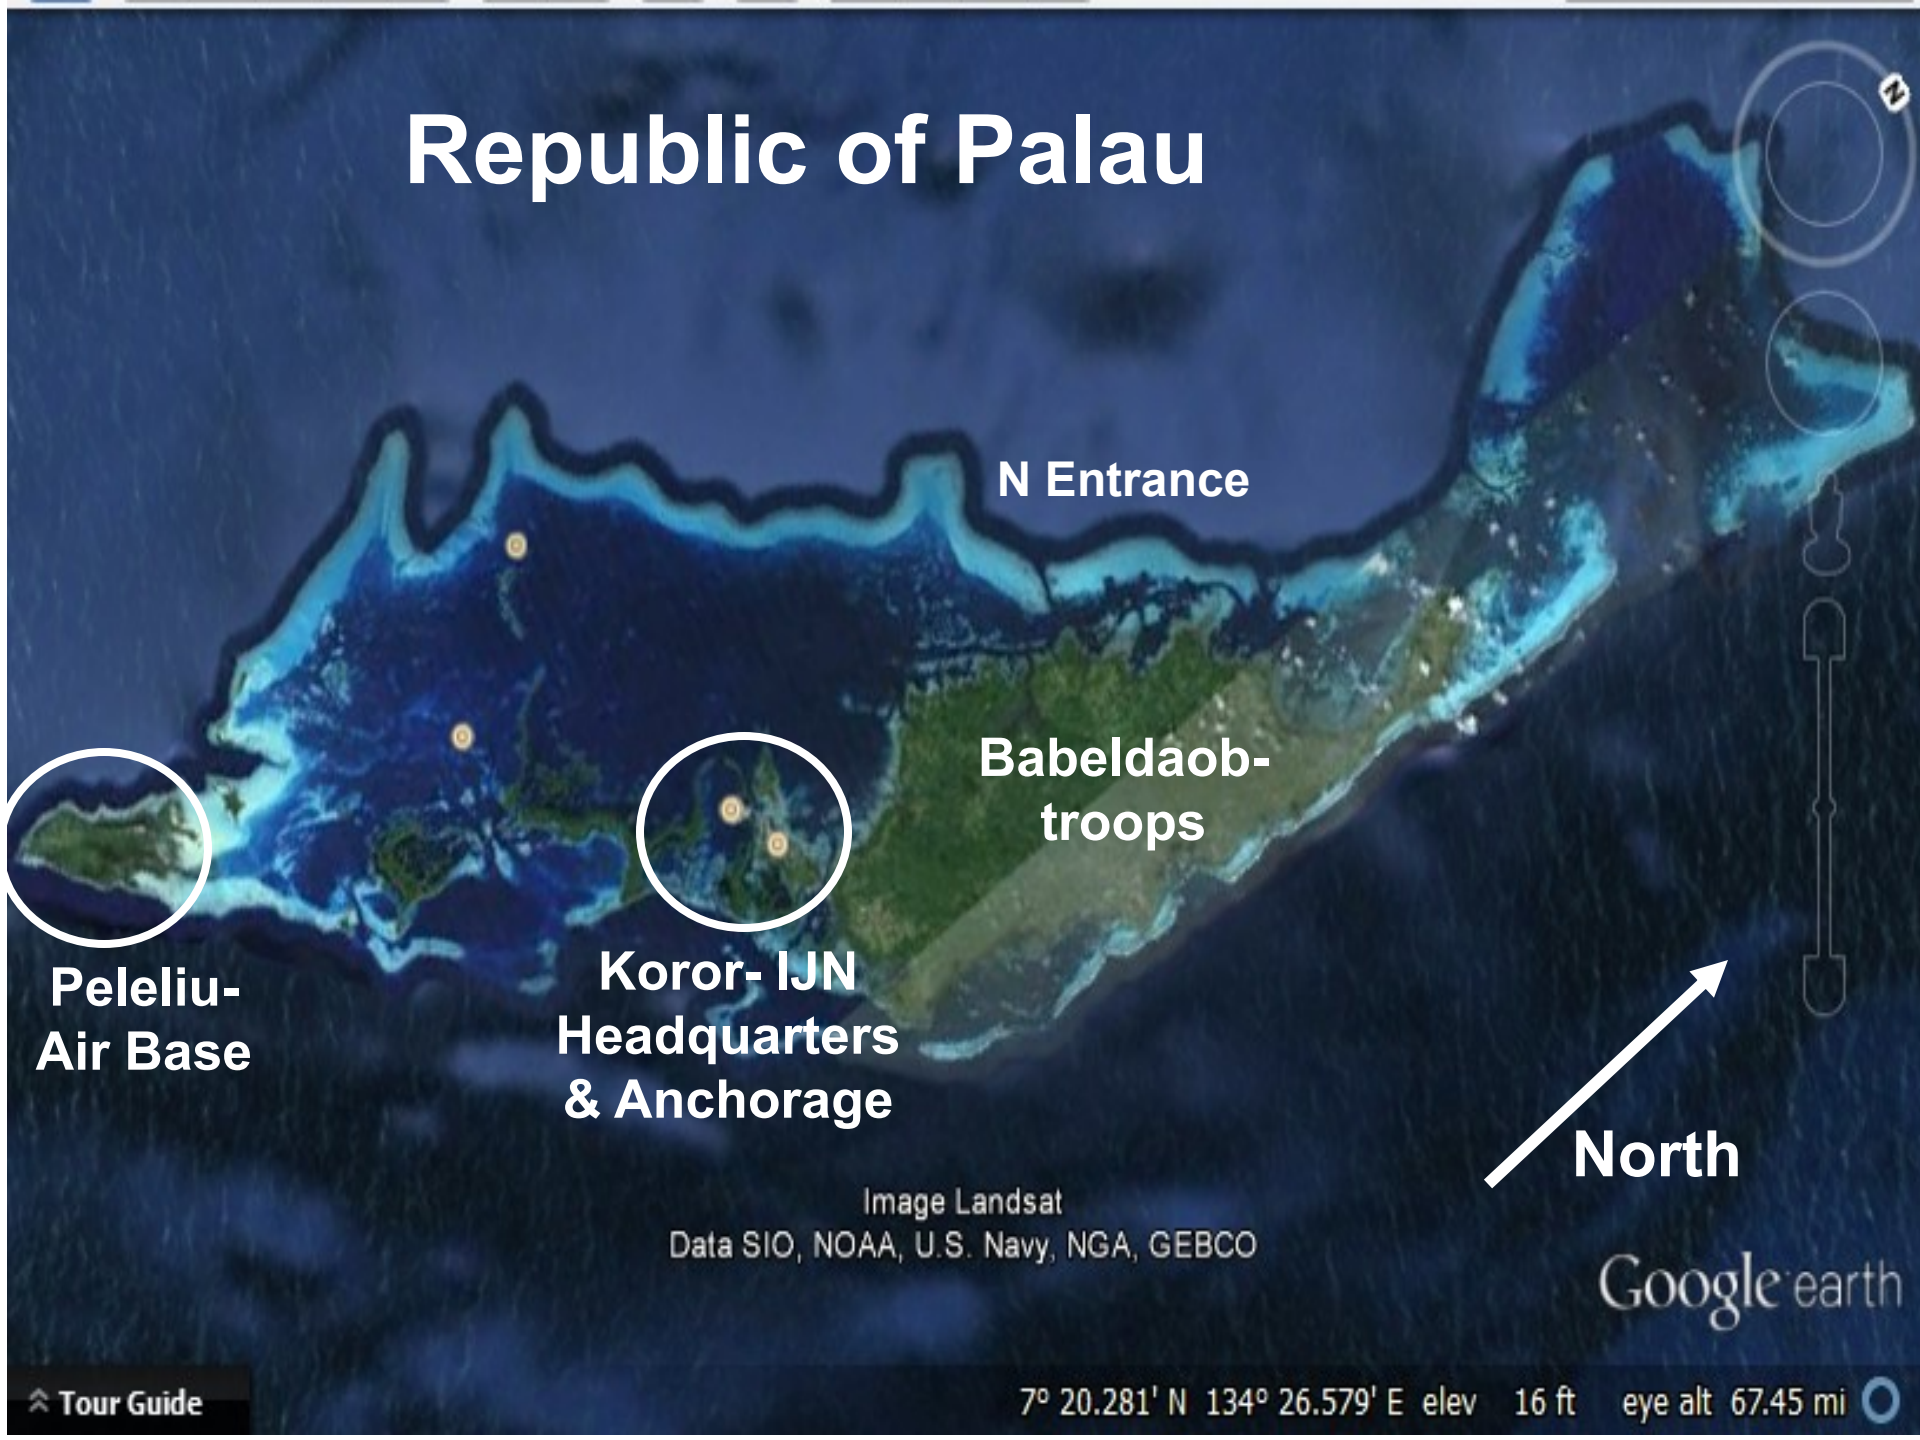 N
Republic of Palau
N Entrance
Babeldaob-
troops
Peleliu-
Air Base
Koror- IJN
Headquarters
& Anchorage
North
Image Landsat
Data SIO, NOAA, U.S. Navy, NGA, GEBCO
Google earth
Tour Guide
7º 20.281' N 134º 26.579' E elev 16 ft eye alt 67.45 mi